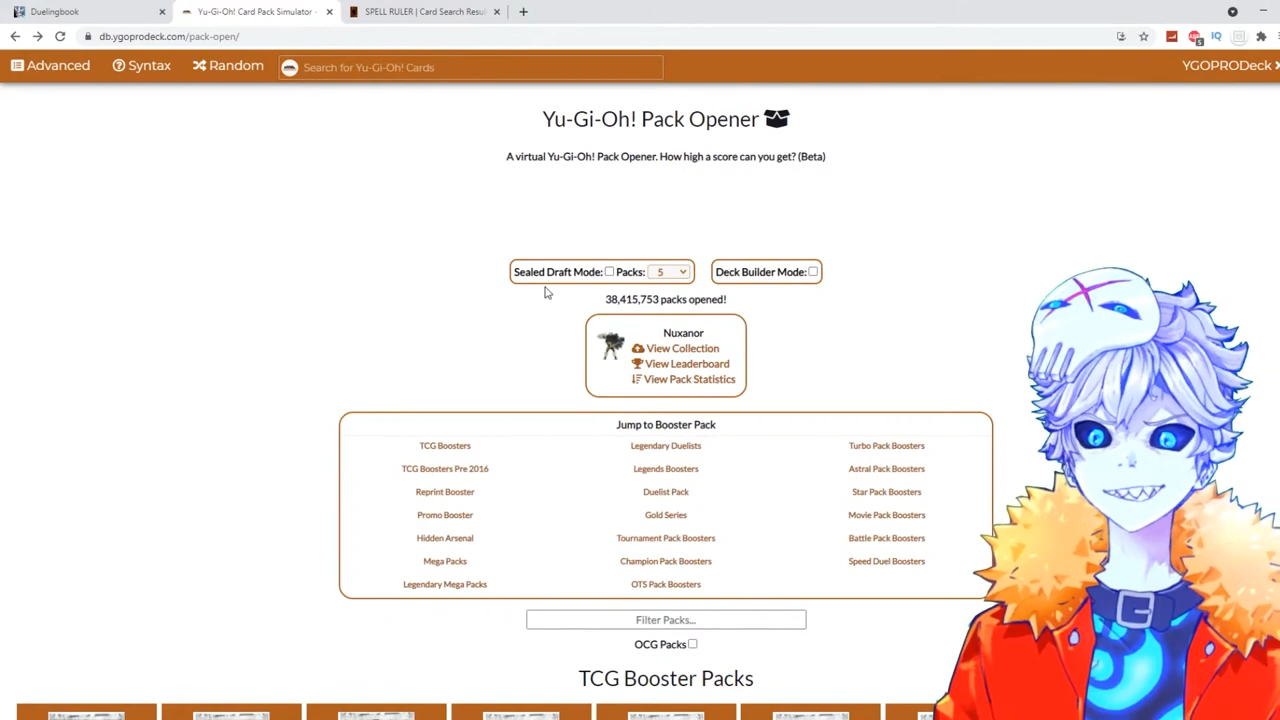 Duelingbook
Yu-Gi-Oh! Card Pack Simulator -
SPELL RULER | Card Search Resul
db.ygoprodeck.com/pack-open/
Advanced
Syntax
Random
Search for Yu-Gi-Oh! Cards
YGOPRODeck
Yu-Gi-Oh! Pack Opener
A virtual Yu-Gi-Oh! Pack Opener. How high a score can you get? (Beta)
Sealed Draft Mode: Packs: 5
Deck Builder Mode:
38,415,753 packs opened!
Nuxanor
View Collection
View Leaderboard
View Pack Statistics
Jump to Booster Pack
TCG Boosters Legendary Duelists Turbo Pack Boosters
TCG Boosters Pre 2016 Legends Boosters Astral Pack Boosters
Reprint Booster Duelist Pack Star Pack Boosters
Promo Booster Gold Series Movie Pack Boosters
Hidden Arsenal Tournament Pack Boosters Battle Pack Boosters
Mega Packs Champion Pack Boosters Speed Duel Boosters
Legendary Mega Packs OTS Pack Boosters
Filter Packs...
OCG Packs
TCG Booster Packs